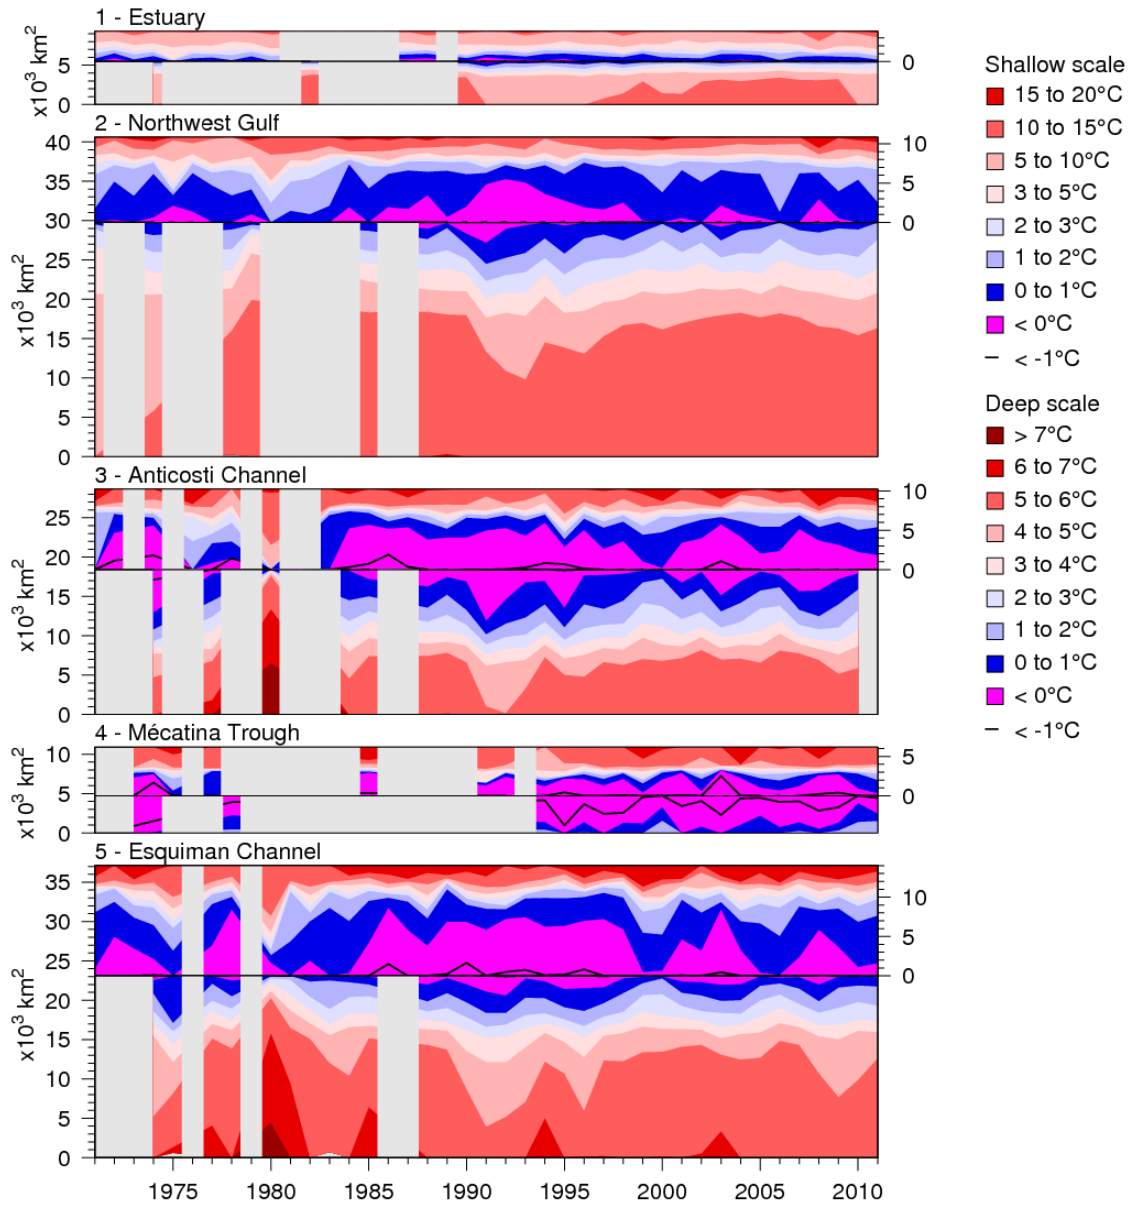 1 - Estuary
x10³ km²
5
0
0
2 - Northwest Gulf
x10³ km²
40
35
30
25
20
15
10
5
0
10
5
0
3 - Anticosti Channel
x10³ km²
25
20
15
10
5
0
10
5
0
4 - Mécatina Trough
x10³ km²
10
5
0
5
0
5 - Esquiman Channel
x10³ km²
35
30
25
20
15
10
5
0
10
5
0
1975 1980 1985 1990 1995 2000 2005 2010
Shallow scale
15 to 20°C
10 to 15°C
5 to 10°C
3 to 5°C
2 to 3°C
1 to 2°C
0 to 1°C
< 0°C
< -1°C
Deep scale
> 7°C
6 to 7°C
5 to 6°C
4 to 5°C
3 to 4°C
2 to 3°C
1 to 2°C
0 to 1°C
< 0°C
< -1°C